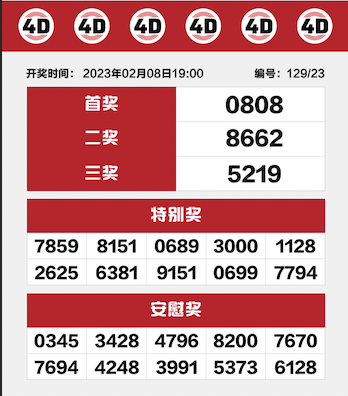 4D 4D 4D 4D 4D 4D
开奖时间： 2023年02月08日19:00 编号：129/23
首奖 0808
二奖 8662
三奖 5219
特别奖
7859 8151 0689 3000 1128
2625 6381 9151 0699 7794
安慰奖
0345 3428 4796 8200 7670
7694 4248 3991 5373 6128